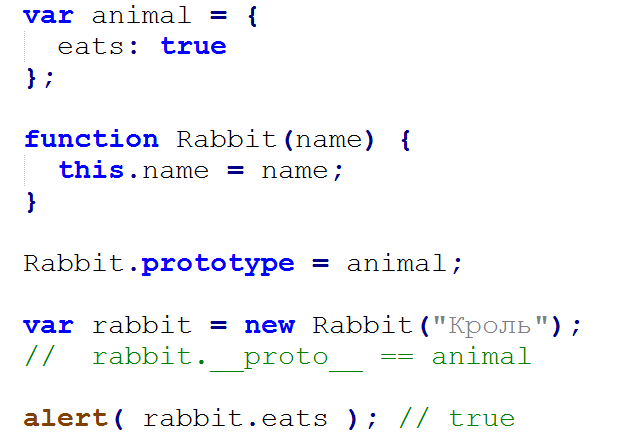 var animal = {
  eats: true
};

function Rabbit(name) {
  this.name = name;
}

Rabbit.prototype = animal;

var rabbit = new Rabbit("Кроль");
//  rabbit.__proto__ == animal

alert( rabbit.eats ); // true